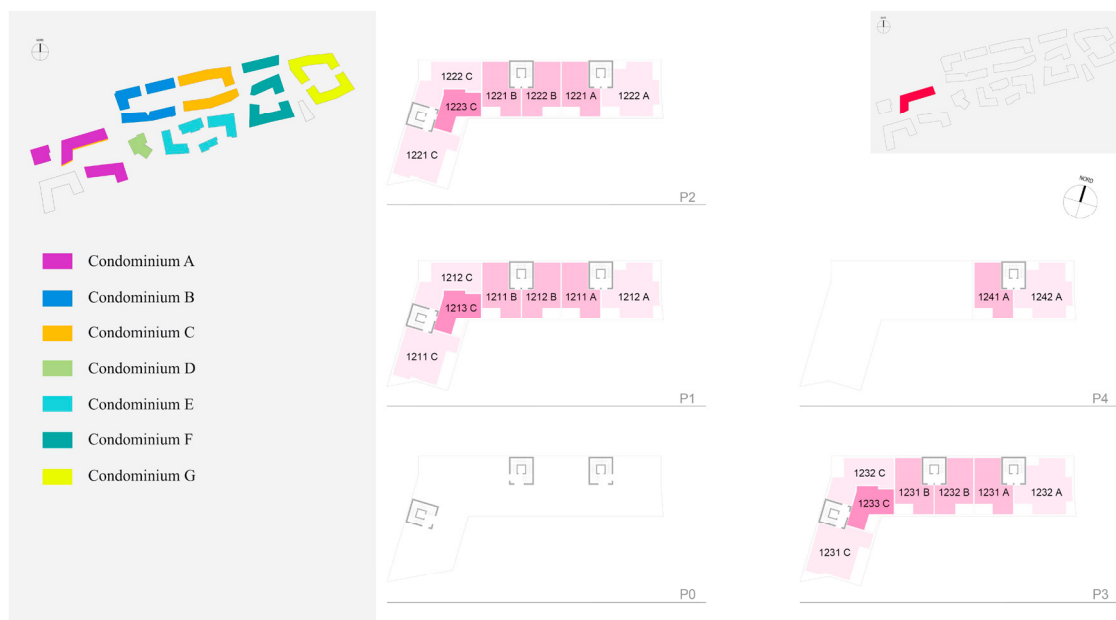 Condominium A
Condominium B
Condominium C
Condominium D
Condominium E
Condominium F
Condominium G
1222 C
1223 C
1221 B
1222 B
1221 A
1222 A
1221 C
P2
1212 C
1213 C
1211 B
1212 B
1211 A
1212 A
1211 C
P1
P0
NORD
1241 A
1242 A
P4
1232 C
1233 C
1231 B
1232 B
1231 A
1232 A
1231 C
P3